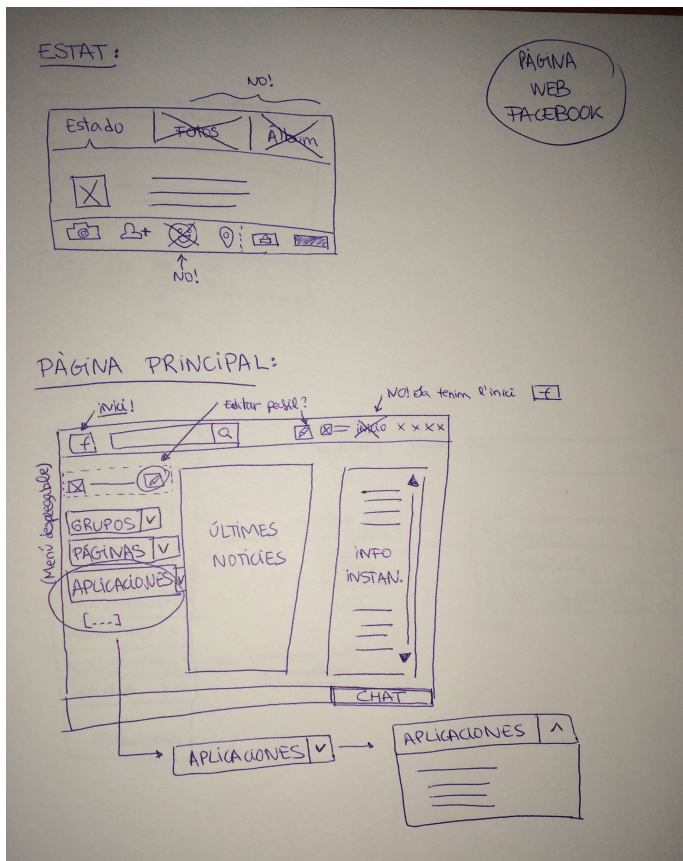 ESTAT:
PÀGINA
WEB
FACEBOOK
NO!
Estado
Fotos
Álbum
NO!
PÀGINA PRINCIPAL:
inici!
Editar perfil?
NO! Ja tenim l'inici f
f
inicio x x x x
(Menú desplegable)
GRUPOS v
PÁGINAS v
APLICACIONES v
[...]
ÚLTIMES
NOTÍCIES
INFO
INSTAN.
CHAT
APLICACIONES v
APLICACIONES ^